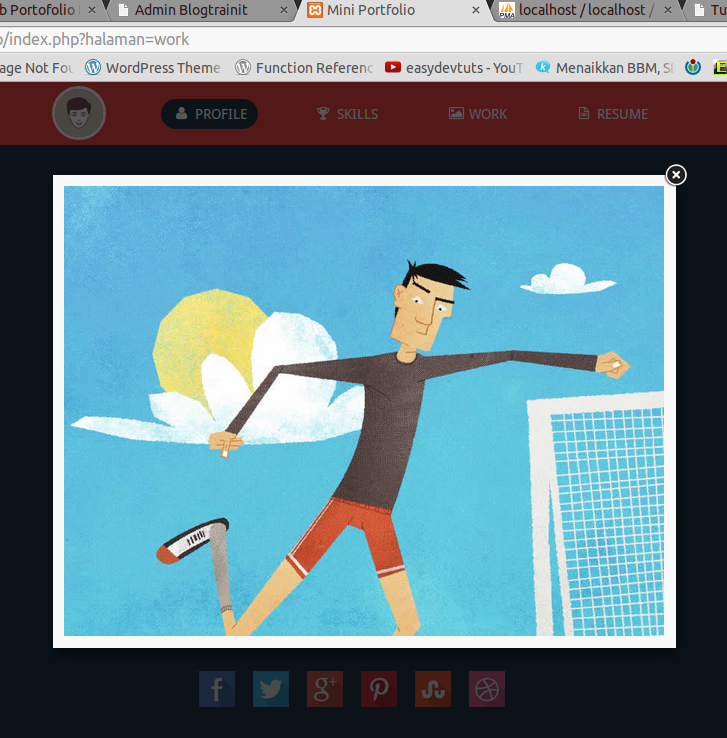 b Portofolio
Admin Blogtrainit
Mini Portfolio
PMA
localhost / localhost /
Tu
o/index.php?halaman=work
age Not Fou
WordPress Theme
Function Referenc
easydevtuts - YouT
Menaikkan BBM, S
PROFILE
SKILLS
WORK
RESUME
f
g+